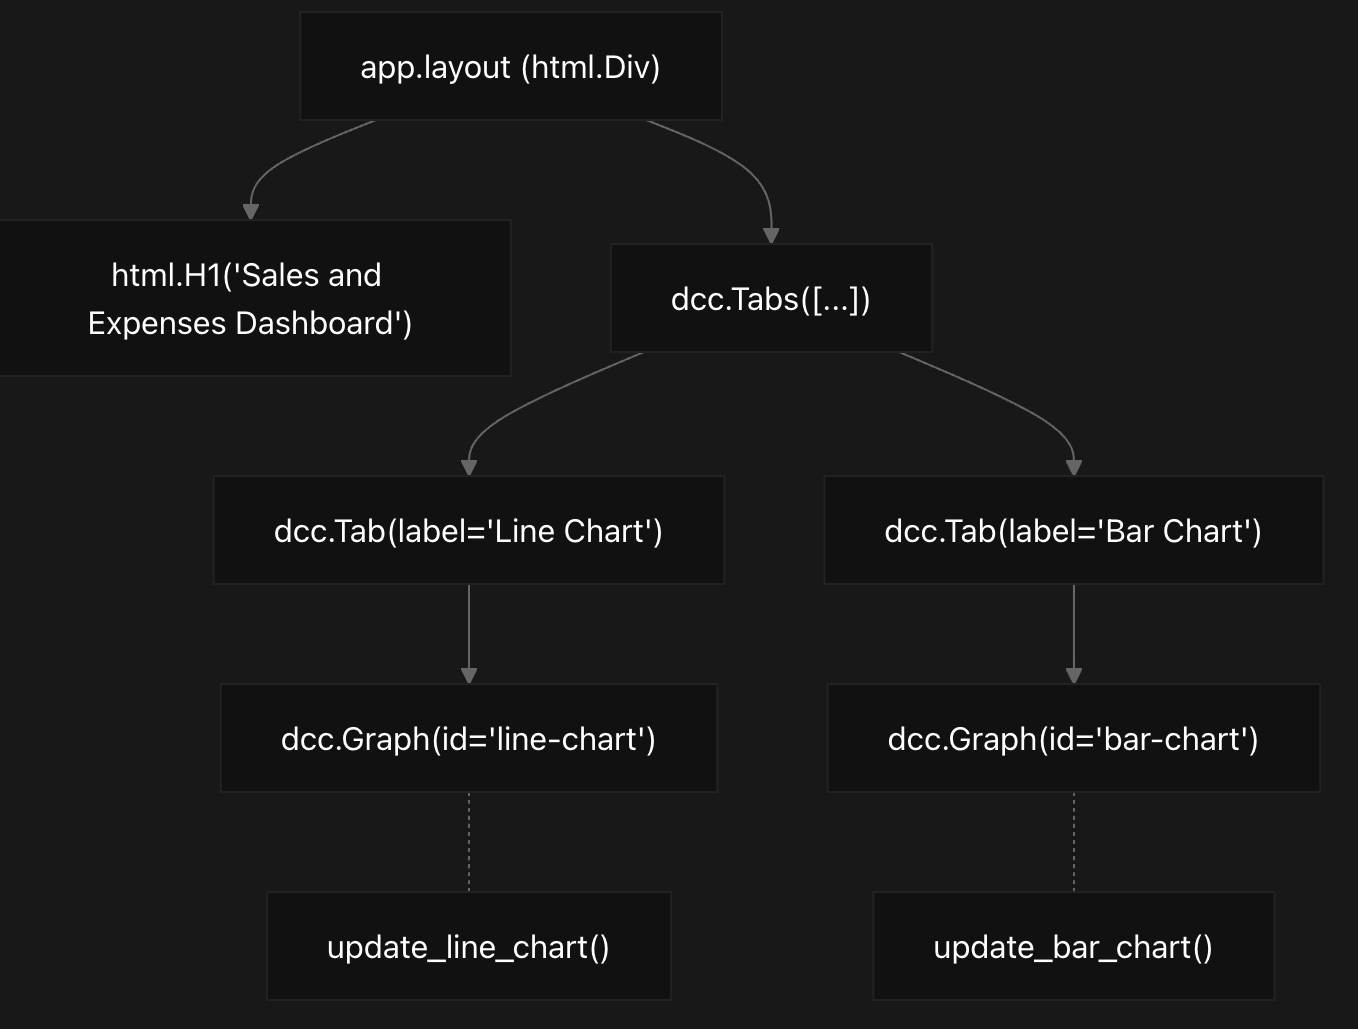 app.layout (html.Div)
html.H1('Sales and
Expenses Dashboard')
dcc.Tabs([...])
dcc.Tab(label='Line Chart')
dcc.Tab(label='Bar Chart')
dcc.Graph(id='line-chart')
dcc.Graph(id='bar-chart')
update_line_chart()
update_bar_chart()